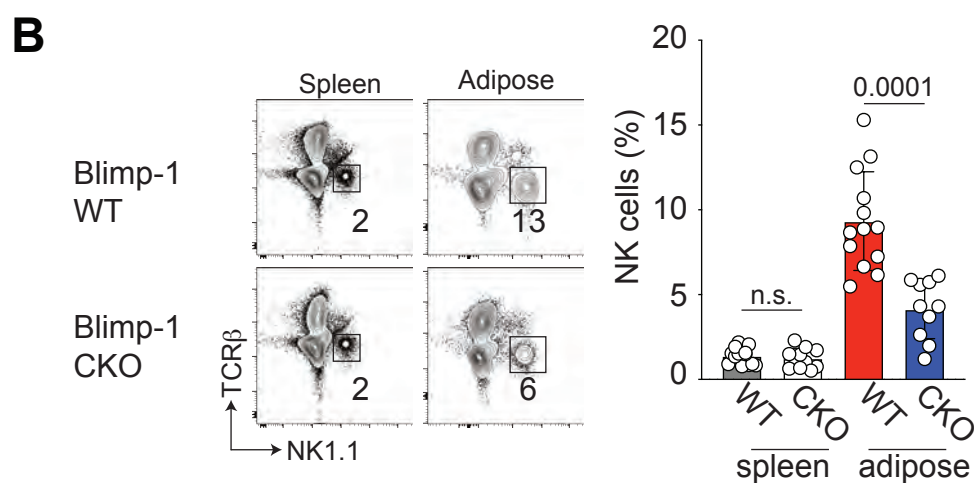 B
Spleen Adipose
Blimp-1
WT
2
13
Blimp-1
CKO
2
6
TCRβ
NK1.1
NK cells (%)
20
15
10
5
0
n.s.
0.0001
WT CKO WT CKO
spleen adipose